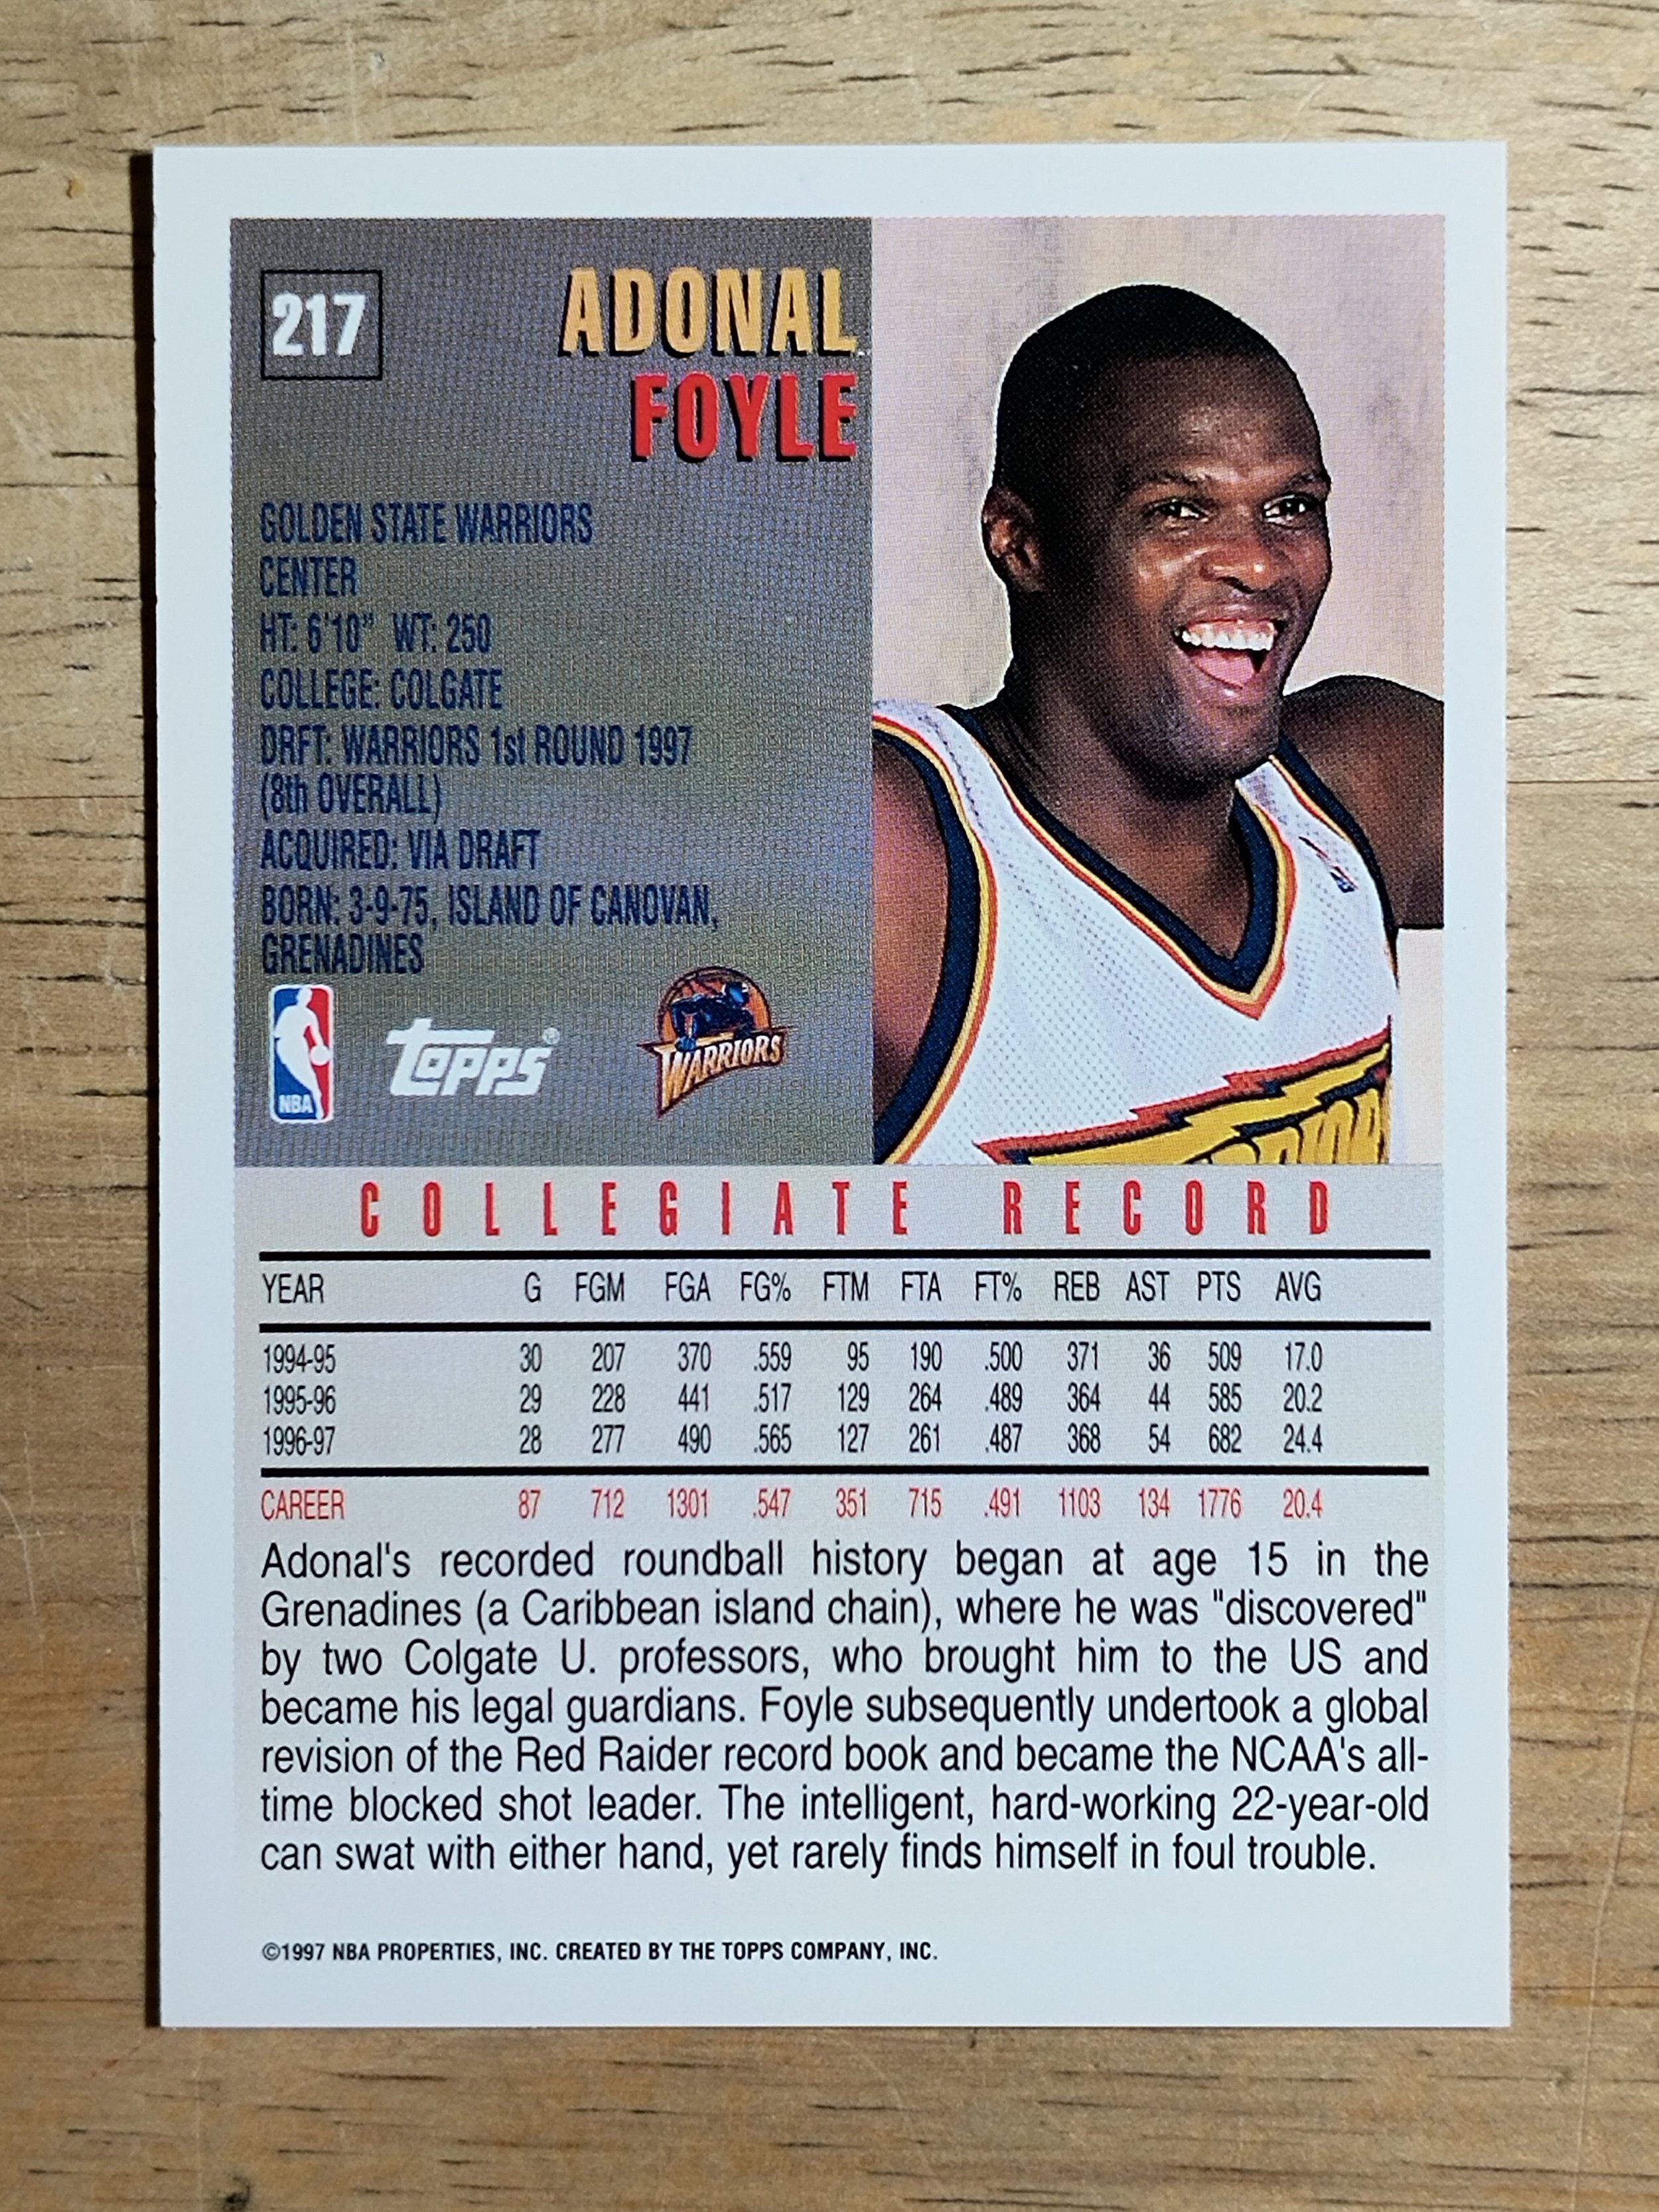 217
ADONAL
FOYLE
GOLDEN STATE WARRIORS
CENTER
HT: 6'10" WT: 250
COLLEGE: COLGATE
DRFT: WARRIORS 1st ROUND 1997
(8th OVERALL)
ACQUIRED: VIA DRAFT
BORN: 3-9-75, ISLAND OF CANOVAN,
GRENADINES
NBA
topps®
WARRIORS
COLLEGIATE RECORD
YEAR G FGM FGA FG% FTM FTA FT% REB AST PTS AVG
1994-95 30 207 370 .559 95 190 .500 371 36 509 17.0
1995-96 29 228 441 .517 129 264 .489 364 44 585 20.2
1996-97 28 277 490 .565 127 261 .487 368 54 682 24.4
CAREER 87 712 1301 .547 351 715 .491 1103 134 1776 20.4
Adonal's recorded roundball history began at age 15 in the
Grenadines (a Caribbean island chain), where he was "discovered"
by two Colgate U. professors, who brought him to the US and
became his legal guardians. Foyle subsequently undertook a global
revision of the Red Raider record book and became the NCAA's all-
time blocked shot leader. The intelligent, hard-working 22-year-old
can swat with either hand, yet rarely finds himself in foul trouble.
©1997 NBA PROPERTIES, INC. CREATED BY THE TOPPS COMPANY, INC.